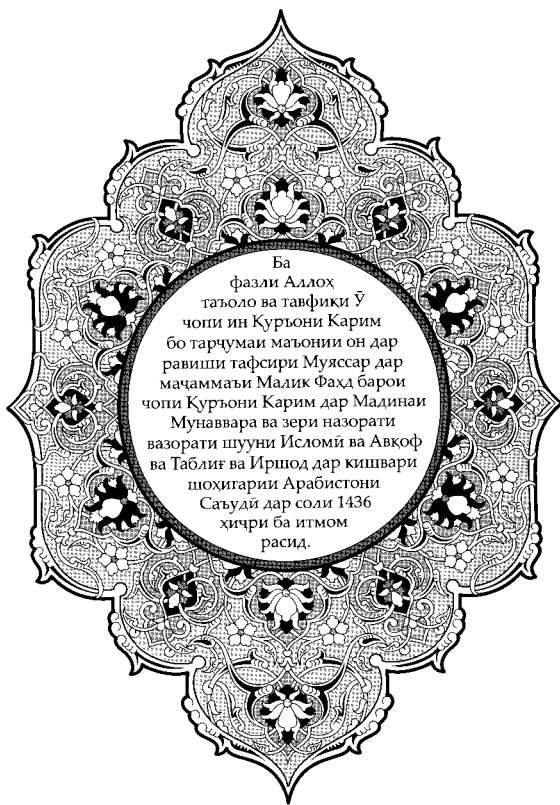 Ба
фазли Аллоҳ
таъоло ва тавфиқи Ӯ
чопи ин Қуръони Карим
бо тарҷумаи маъонии он дар
равиши тафсири Муяссар дар
маҷаммаъи Малик Фаҳд барои
чопи Қуръони Карим дар Мадинаи
Мунаввара ва зери назорати
вазорати шууни Исломӣ ва Авқоф
ва Таблиғ ва Иршод дар кишвари
шоҳигарии Арабистони
Саъудӣ дар соли 1436
ҳиҷри ба итмом
расид.